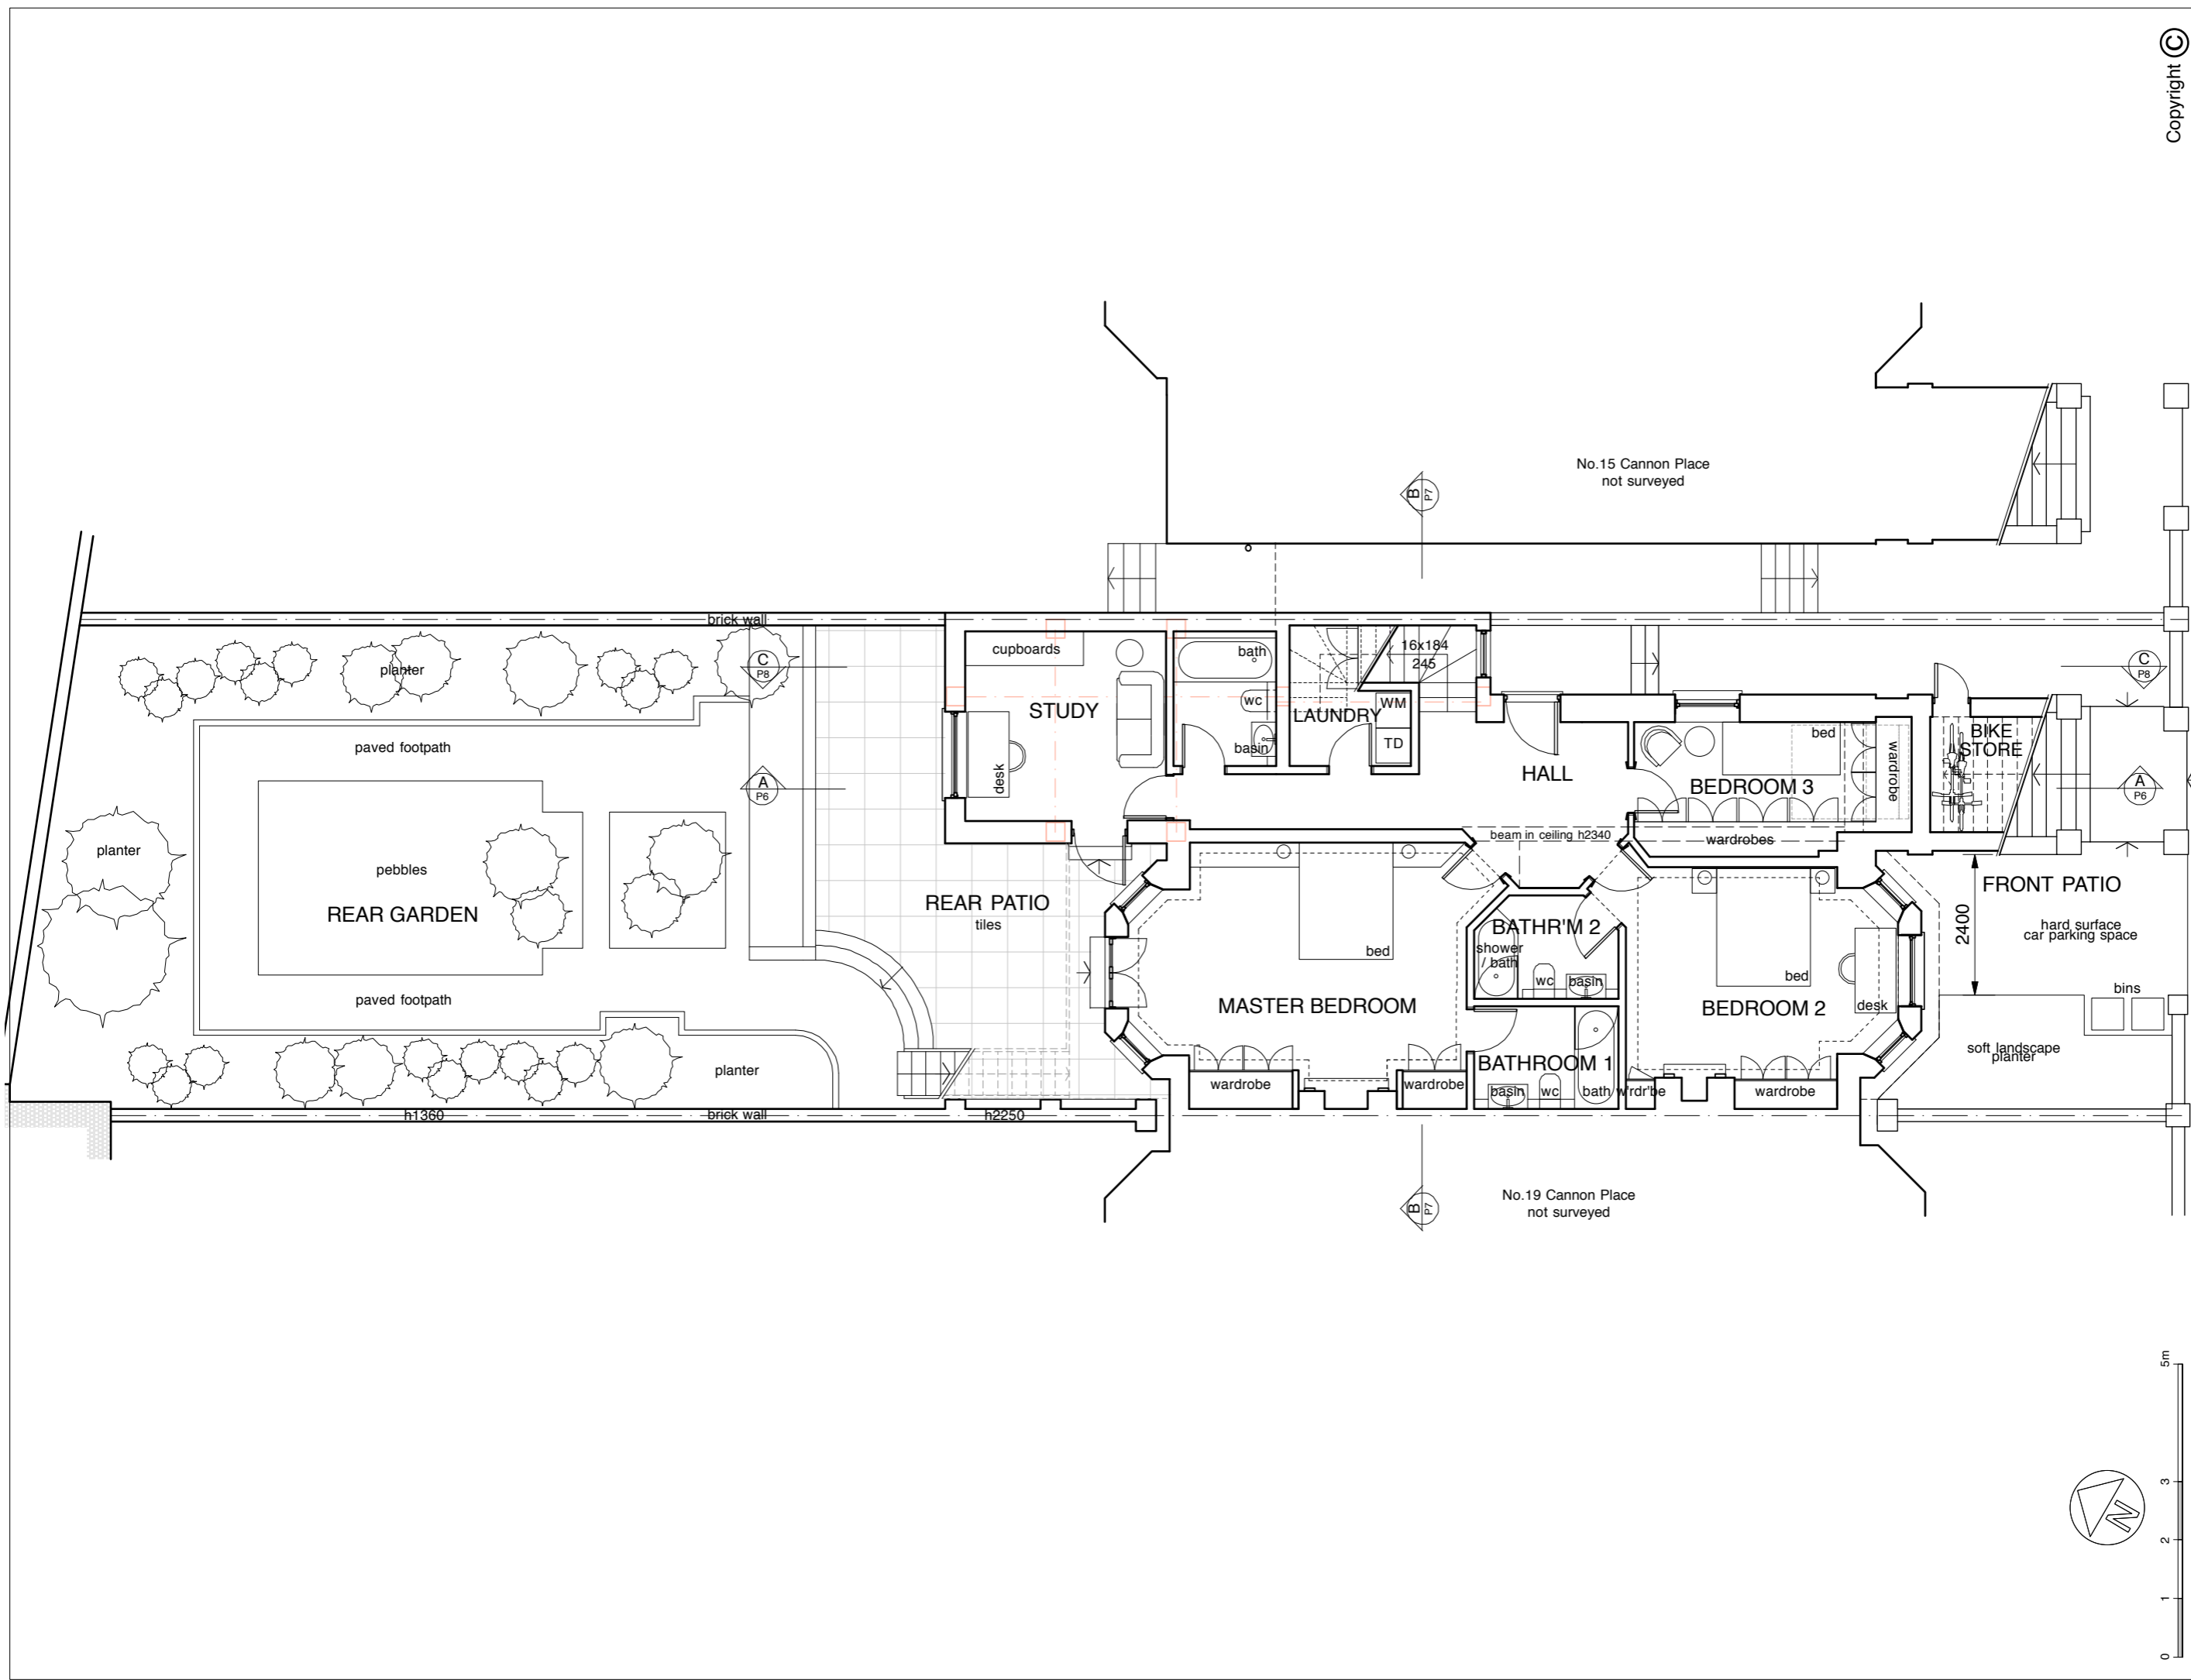 Copyright ©
No.15 Cannon Place
not surveyed
B
P7
brick wall
planter
C
P8
cupboards
STUDY
desk
bath
wc
basin
LAUNDRY
16x184
245
WM
TD
HALL
bed
BEDROOM 3
wardrobe
wardrobes
BIKE
STORE
C
P8
A
P6
paved footpath
A
P6
beam in ceiling h2340
planter
pebbles
REAR GARDEN
REAR PATIO
tiles
paved footpath
planter
MASTER BEDROOM
bed
wardrobe
wardrobe
BATHR'M 2
shower
/ bath
wc
basin
BATHROOM 1
basin
wc
bath
w'rdr'be
bed
BEDROOM 2
desk
wardrobe
2400
FRONT PATIO
hard surface
car parking space
bins
soft landscape
planter
h1360
brick wall
h2250
B
P7
No.19 Cannon Place
not surveyed
N
5m
3
2
1
0